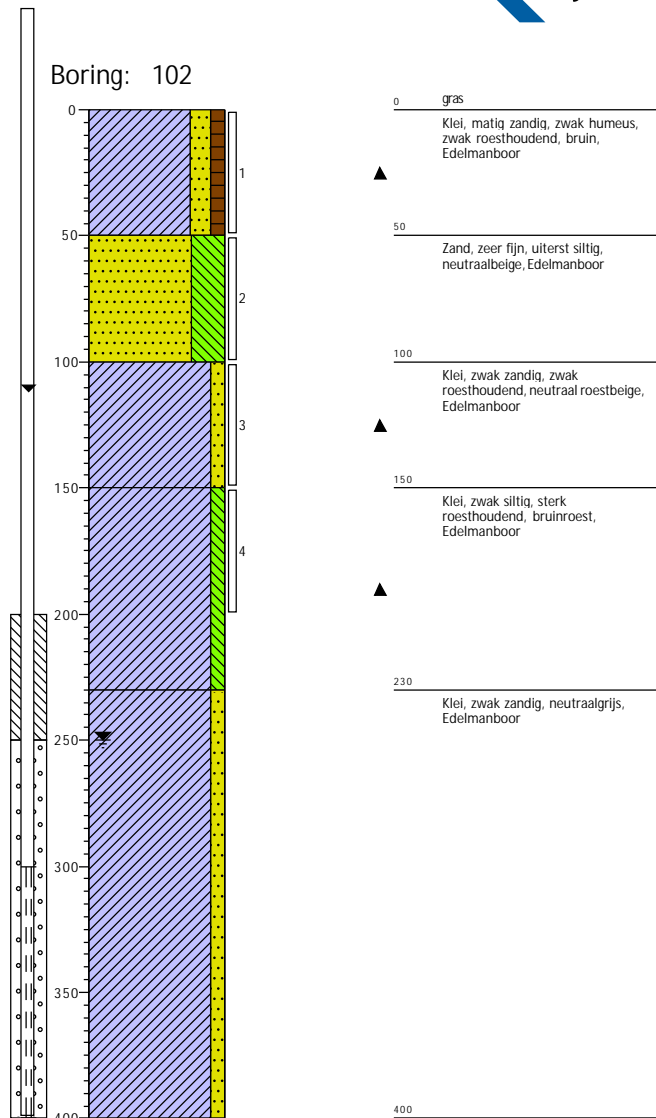 Boring: 102
0
50
100
150
200
250
300
350
400
1
2
3
4
0 gras
Klei, matig zandig, zwak humeus,
zwak roesthoudend, bruin,
Edelmanboor
50
Zand, zeer fijn, uiterst siltig,
neutraalbeige, Edelmanboor
100
Klei, zwak zandig, zwak
roesthoudend, neutraal roestbeige,
Edelmanboor
150
Klei, zwak siltig, sterk
roesthoudend, bruinroest,
Edelmanboor
230
Klei, zwak zandig, neutraalgrijs,
Edelmanboor
400